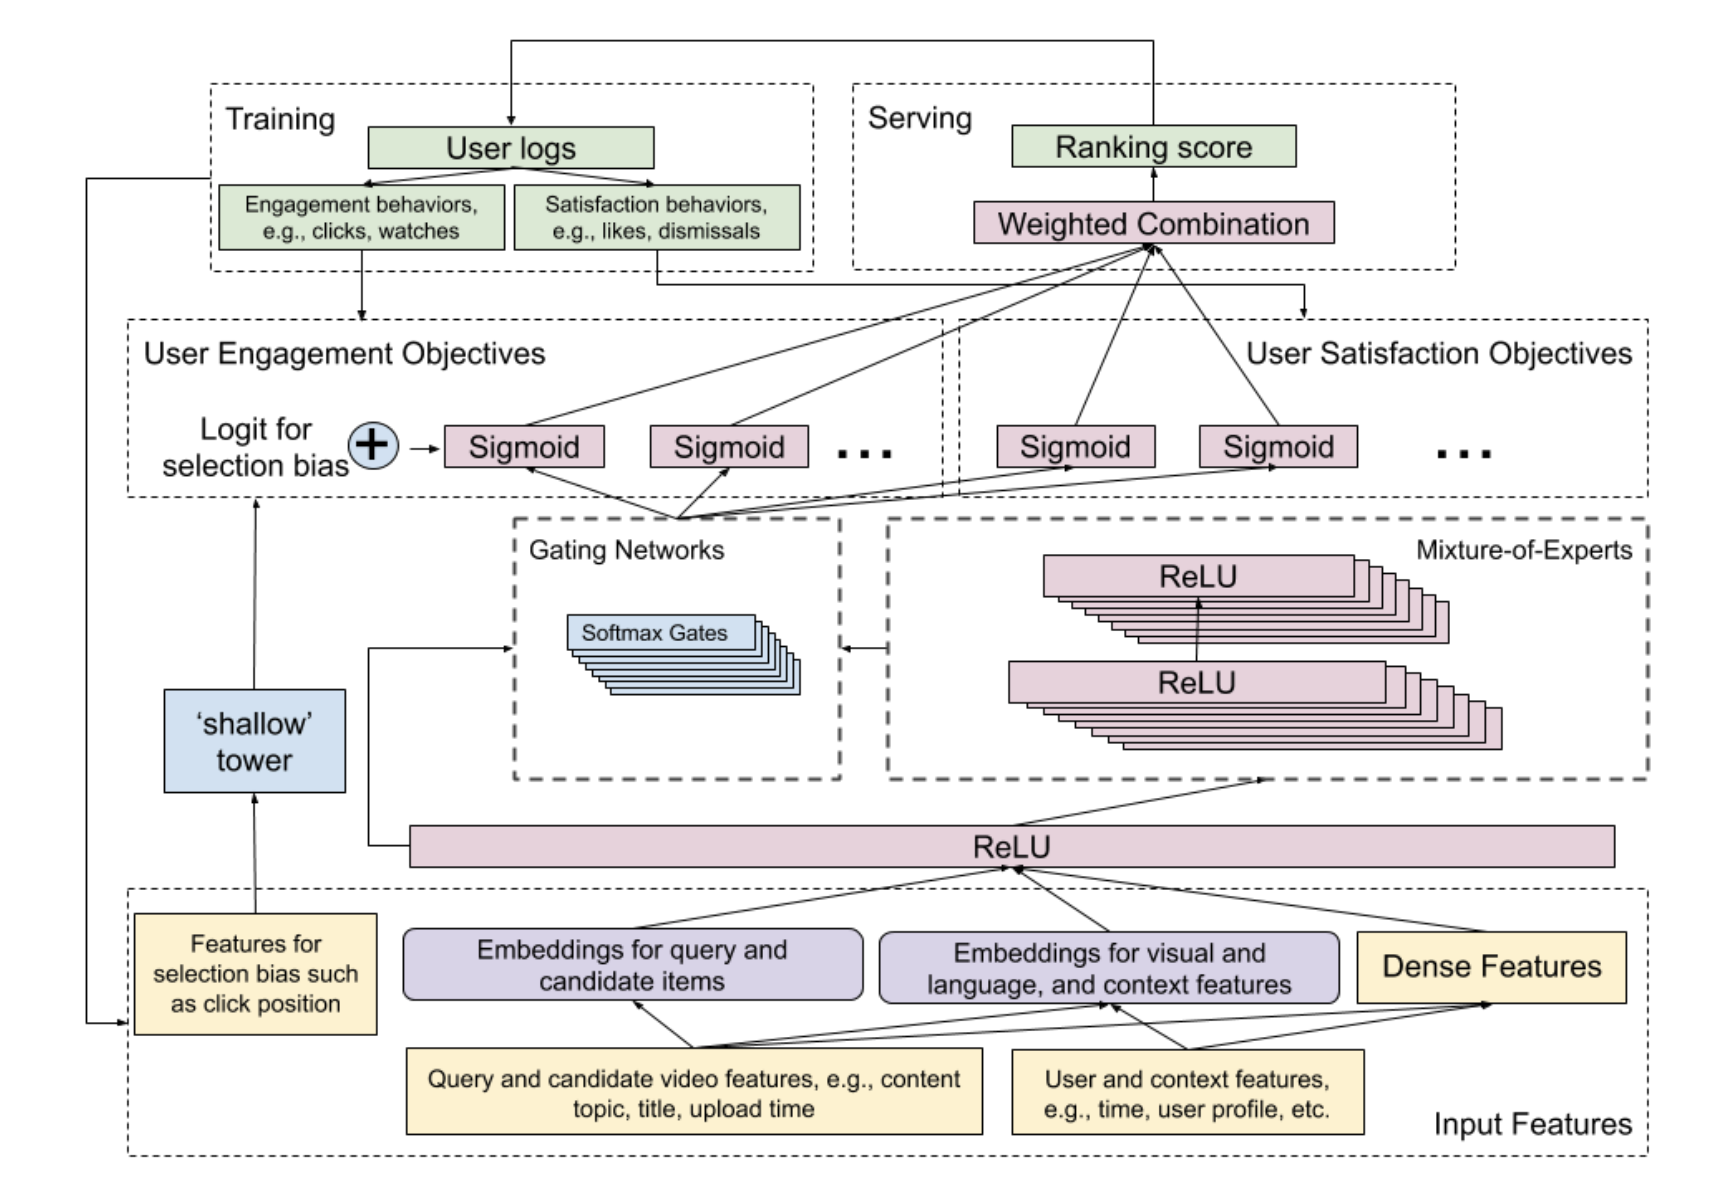 Training
User logs
Engagement behaviors,
e.g., clicks, watches
Satisfaction behaviors,
e.g., likes, dismissals
Serving
Ranking score
Weighted Combination
User Engagement Objectives
Logit for
selection bias
+
Sigmoid
Sigmoid
...
User Satisfaction Objectives
Sigmoid
Sigmoid
...
Gating Networks
Softmax Gates
Mixture-of-Experts
ReLU
ReLU
‘shallow’
tower
ReLU
Features for
selection bias such
as click position
Embeddings for query and
candidate items
Embeddings for visual and
language, and context features
Dense Features
Query and candidate video features, e.g., content
topic, title, upload time
User and context features,
e.g., time, user profile, etc.
Input Features